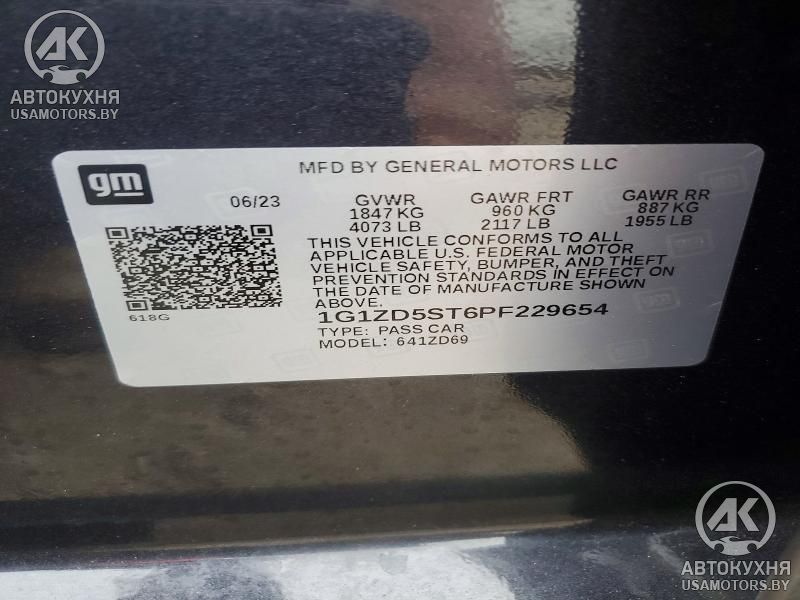 AK
АВТОКУХНЯ
USAMOTORS.BY
gm
MFD BY GENERAL MOTORS LLC
06/23
GVWR GAWR FRT GAWR RR
1847 KG 960 KG 887 KG
4073 LB 2117 LB 1955 LB
THIS VEHICLE CONFORMS TO ALL
APPLICABLE U.S. FEDERAL MOTOR
VEHICLE SAFETY, BUMPER, AND THEFT
PREVENTION STANDARDS IN EFFECT ON
THE DATE OF MANUFACTURE SHOWN
ABOVE.
618G
1G1ZD5ST6PF229654
TYPE: PASS CAR
MODEL: 641ZD69
AK
АВТОКУХНЯ
USAMOTORS.BY